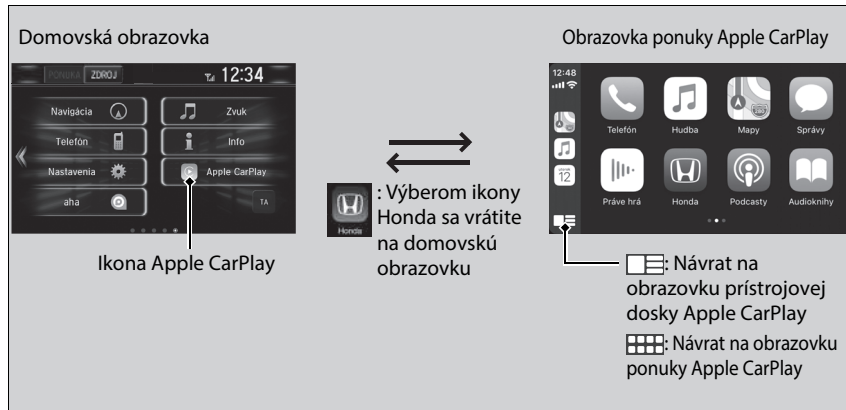 Domovská obrazovka
PONUKA ZDROJ
12:34
Navigácia
Zvuk
Telefón
Info
Nastavenia
Apple CarPlay
aha
TA
Ikona Apple CarPlay
Honda
: Výberom ikony
Honda sa vrátite
na domovskú
obrazovku
Obrazovka ponuky Apple CarPlay
12:48
12
Telefón
Hudba
Mapy
Správy
Práve hrá
Honda
Podcasty
Audioknihy
: Návrat na
obrazovku prístrojovej
dosky Apple CarPlay
: Návrat na obrazovku
ponuky Apple CarPlay